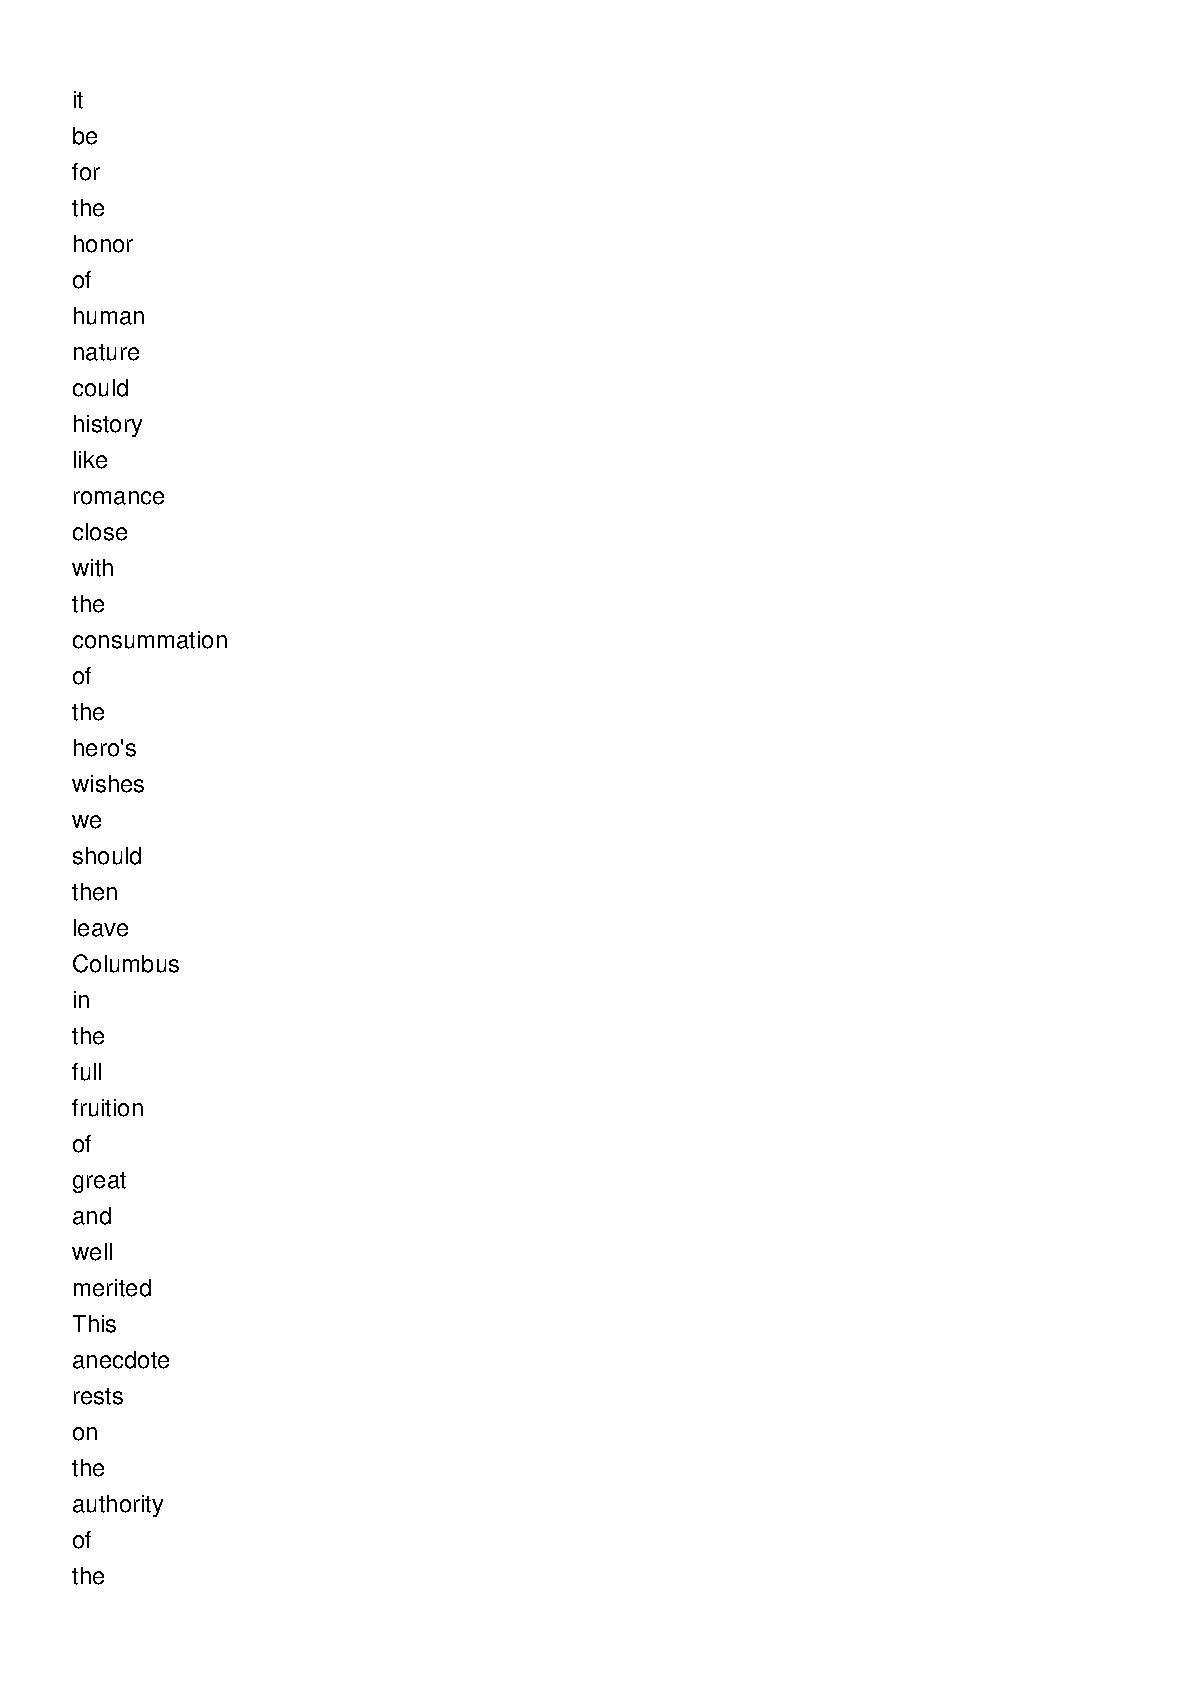 it
be
for
the
honor
of
human
nature
could
history
like
romance
close
with
the
consummation
of
the
hero's
wishes
we
should
then
leave
Columbus
in
the
full
fruition
of
great
and
well
merited
This
anecdote
rests
on
the
authority
of
the